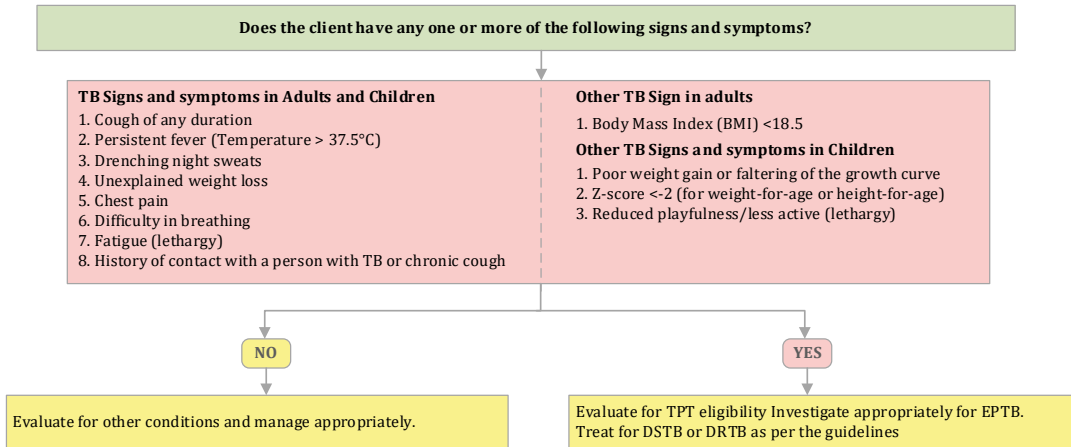 Does the client have any one or more of the following signs and symptoms?
TB Signs and symptoms in Adults and Children
1. Cough of any duration
2. Persistent fever (Temperature > 37.5°C)
3. Drenching night sweats
4. Unexplained weight loss
5. Chest pain
6. Difficulty in breathing
7. Fatigue (lethargy)
8. History of contact with a person with TB or chronic cough
Other TB Sign in adults
1. Body Mass Index (BMI) <18.5
Other TB Signs and symptoms in Children
1. Poor weight gain or faltering of the growth curve
2. Z-score <-2 (for weight-for-age or height-for-age)
3. Reduced playfulness/less active (lethargy)
NO
YES
Evaluate for other conditions and manage appropriately.
Evaluate for TPT eligibility Investigate appropriately for EPTB.
Treat for DSTB or DRTB as per the guidelines